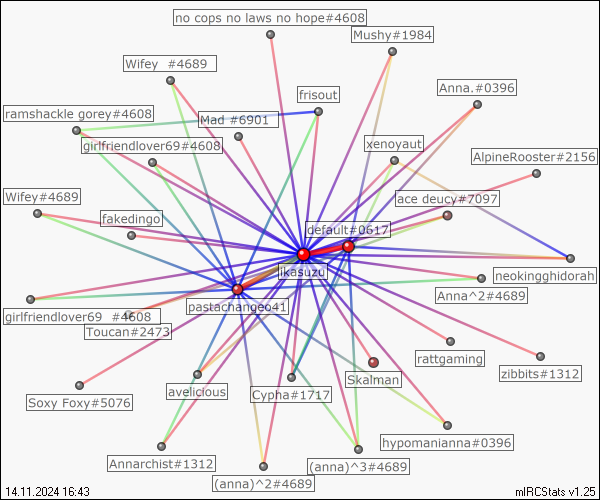 no cops no laws no hope#4608
Mushy#1984
Wifey  #4689
Anna.#0396
frisout
ramshackle gorey#4608
Mad #6901
girlfriendlover69#4608
xenoyaut
AlpineRooster#2156
Wifey#4689
ace deucy#7097
fakedingo
default#0617
likasuzu
neokingghidorah
Anna^2#4689
pastachangeo41
girlfriendlover69  #4608
Toucan#2473
rattgaming
zibbits#1312
Skalman
avelicious
Cypha#1717
Soxy Foxy#5076
hypomanianna#0396
Annarchist#1312
(anna)^3#4689
(anna)^2#4689
14.11.2024 16:43
mIRCStats v1.25